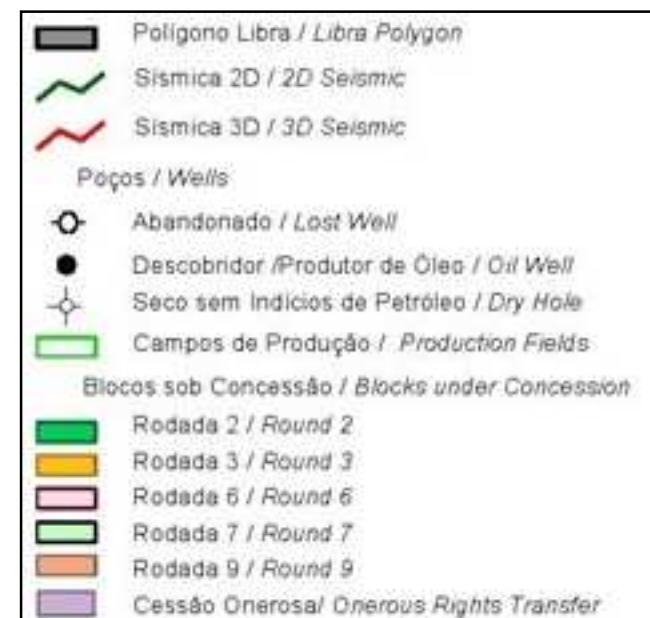 Polígono Libra / Libra Polygon
Sísmica 2D / 2D Seismic
Sísmica 3D / 3D Seismic
Poços / Wells
Abandonado / Lost Well
Descobridor /Produtor de Óleo / Oil Well
Seco sem Indícios de Petróleo / Dry Hole
Campos de Produção / Production Fields
Blocos sob Concessão / Blocks under Concession
Rodada 2 / Round 2
Rodada 3 / Round 3
Rodada 6 / Round 6
Rodada 7 / Round 7
Rodada 9 / Round 9
Cessão Onerosa/ Onerous Rights Transfer